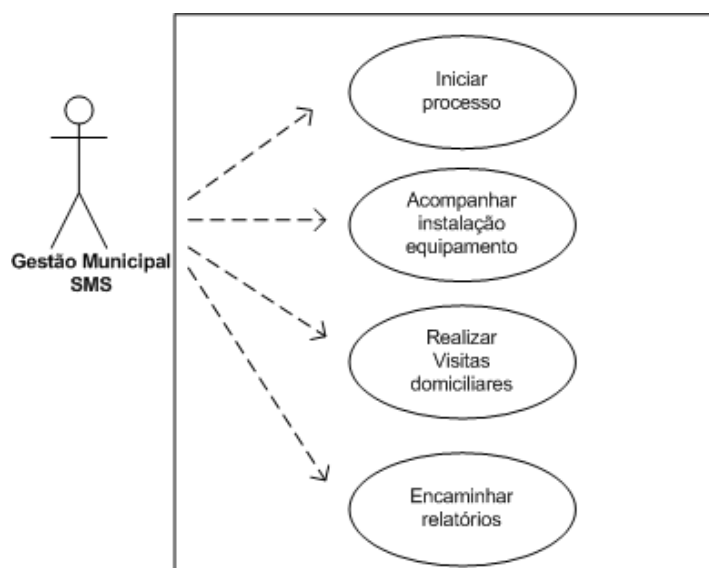 Iniciar
processo
Acompanhar
instalação
equipamento
Gestão Municipal
SMS
Realizar
Visitas
domiciliares
Encaminhar
relatórios